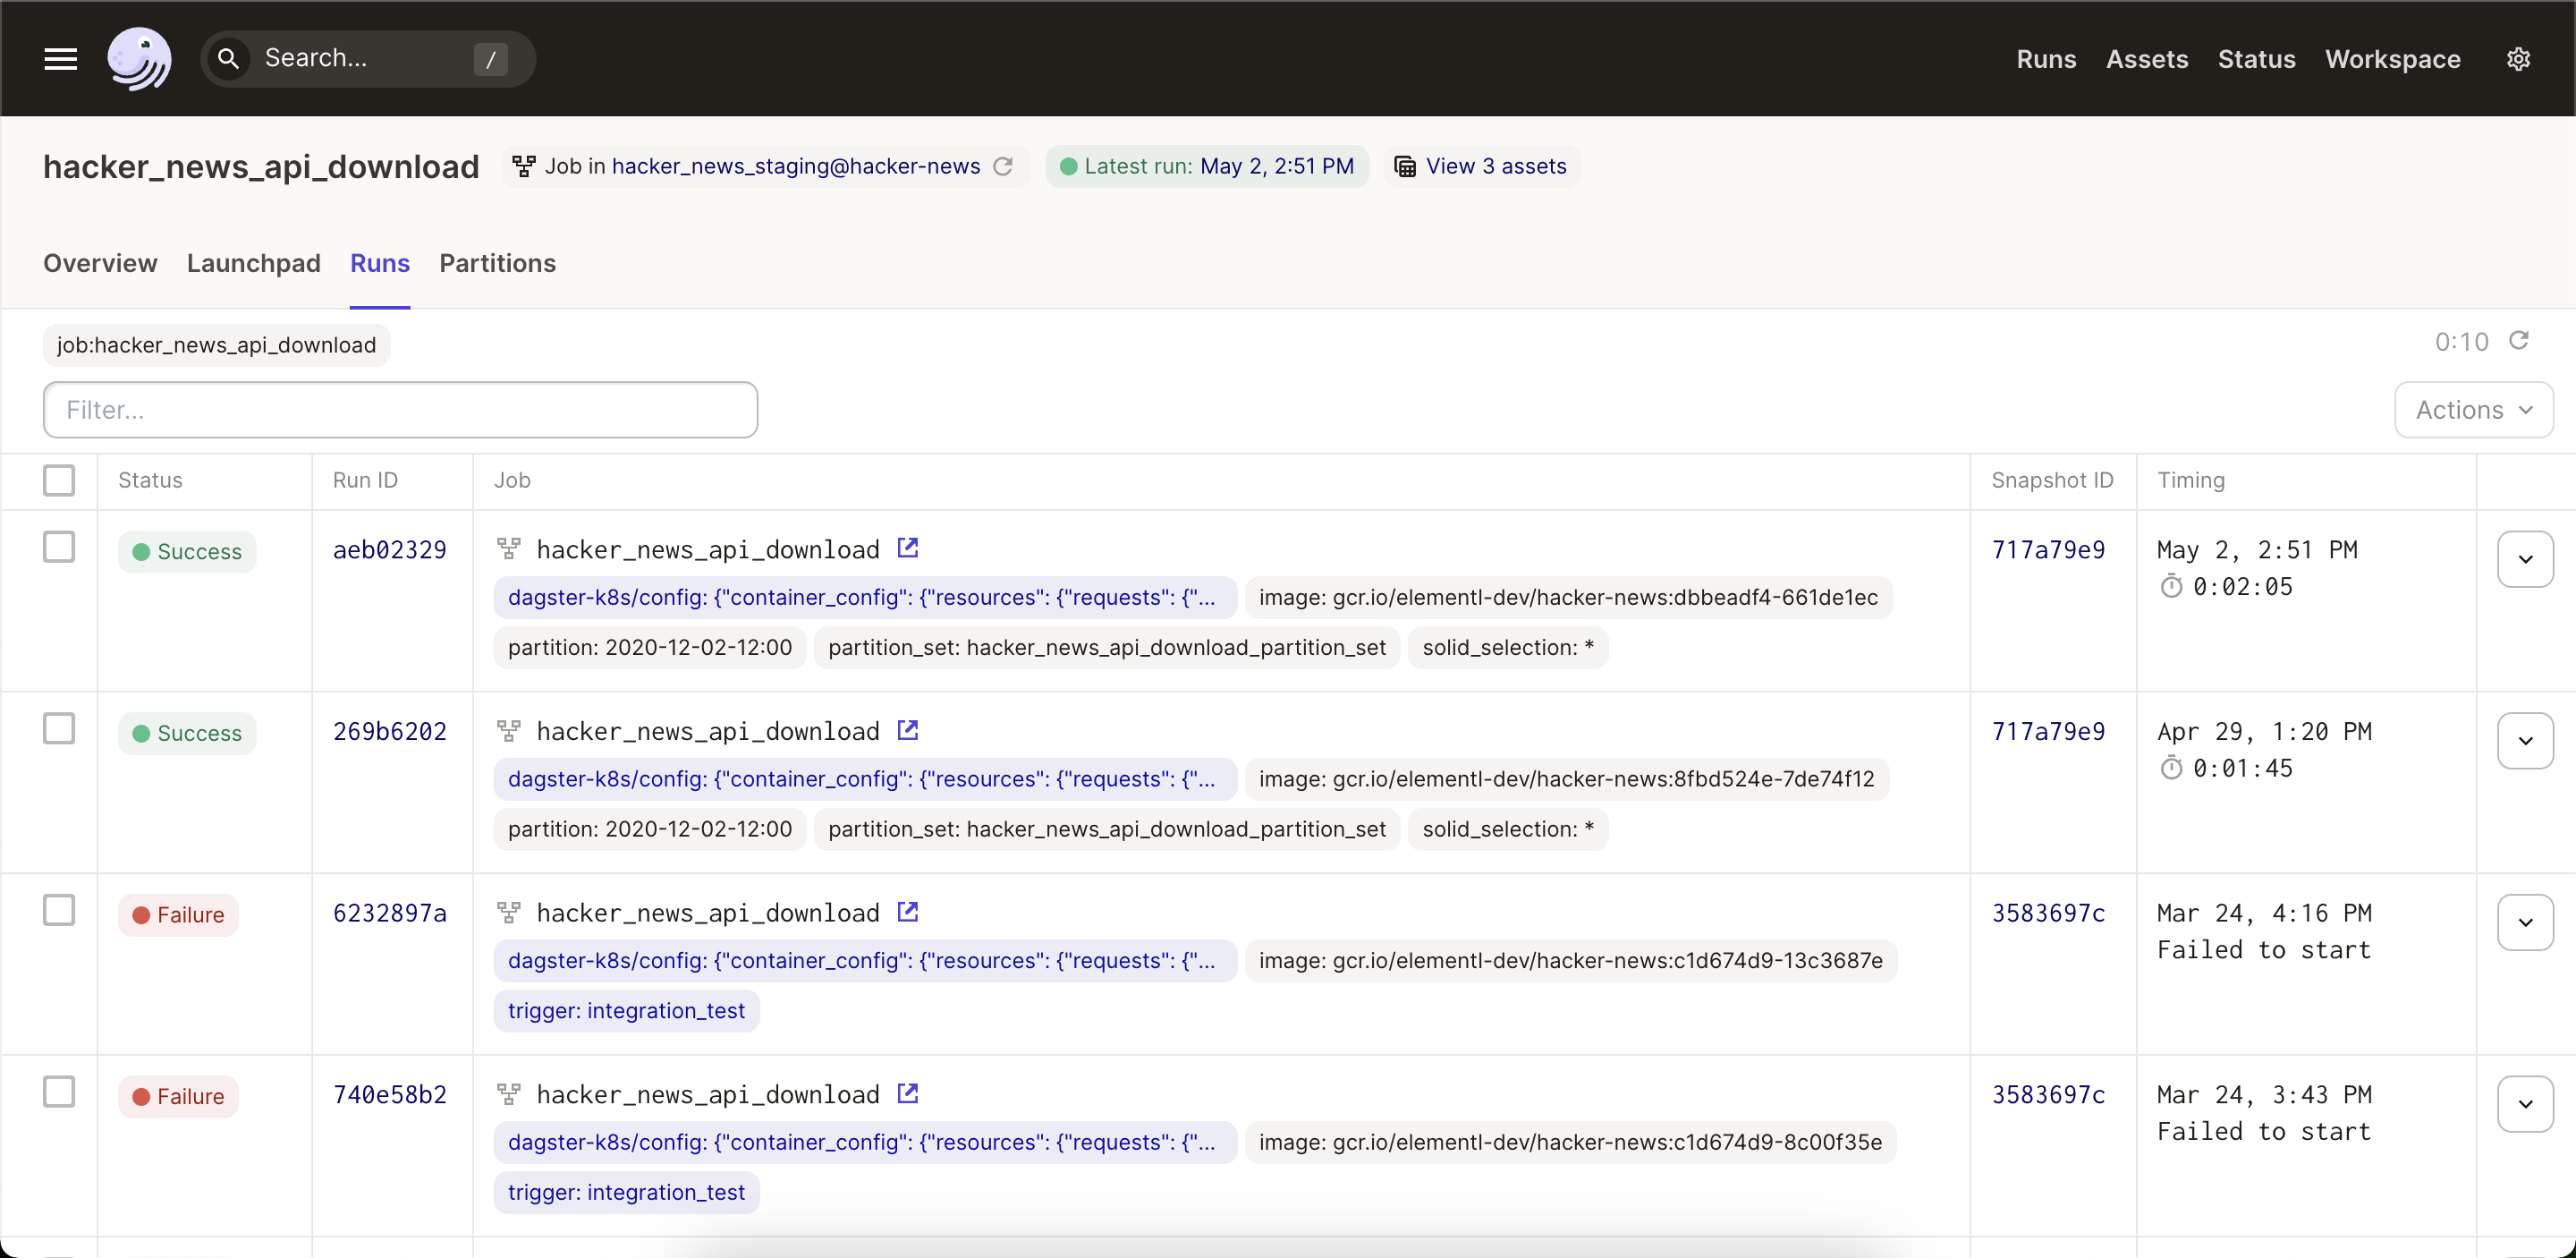 Search... /
Runs Assets Status Workspace
hacker_news_api_download Job in hacker_news_staging@hacker-news Latest run: May 2, 2:51 PM View 3 assets
Overview Launchpad Runs Partitions
job:hacker_news_api_download 0:10
Filter... Actions
Status Run ID Job Snapshot ID Timing
Success aeb02329 hacker_news_api_download 717a79e9 May 2, 2:51 PM
0:02:05
dagster-k8s/config: {"container_config": {"resources": {"requests": {"... image: gcr.io/elementl-dev/hacker-news:dbbeadf4-661de1ec
partition: 2020-12-02-12:00 partition_set: hacker_news_api_download_partition_set solid_selection: *
Success 269b6202 hacker_news_api_download 717a79e9 Apr 29, 1:20 PM
0:01:45
dagster-k8s/config: {"container_config": {"resources": {"requests": {"... image: gcr.io/elementl-dev/hacker-news:8fbd524e-7de74f12
partition: 2020-12-02-12:00 partition_set: hacker_news_api_download_partition_set solid_selection: *
Failure 6232897a hacker_news_api_download 3583697c Mar 24, 4:16 PM
Failed to start
dagster-k8s/config: {"container_config": {"resources": {"requests": {"... image: gcr.io/elementl-dev/hacker-news:c1d674d9-13c3687e
trigger: integration_test
Failure 740e58b2 hacker_news_api_download 3583697c Mar 24, 3:43 PM
Failed to start
dagster-k8s/config: {"container_config": {"resources": {"requests": {"... image: gcr.io/elementl-dev/hacker-news:c1d674d9-8c00f35e
trigger: integration_test